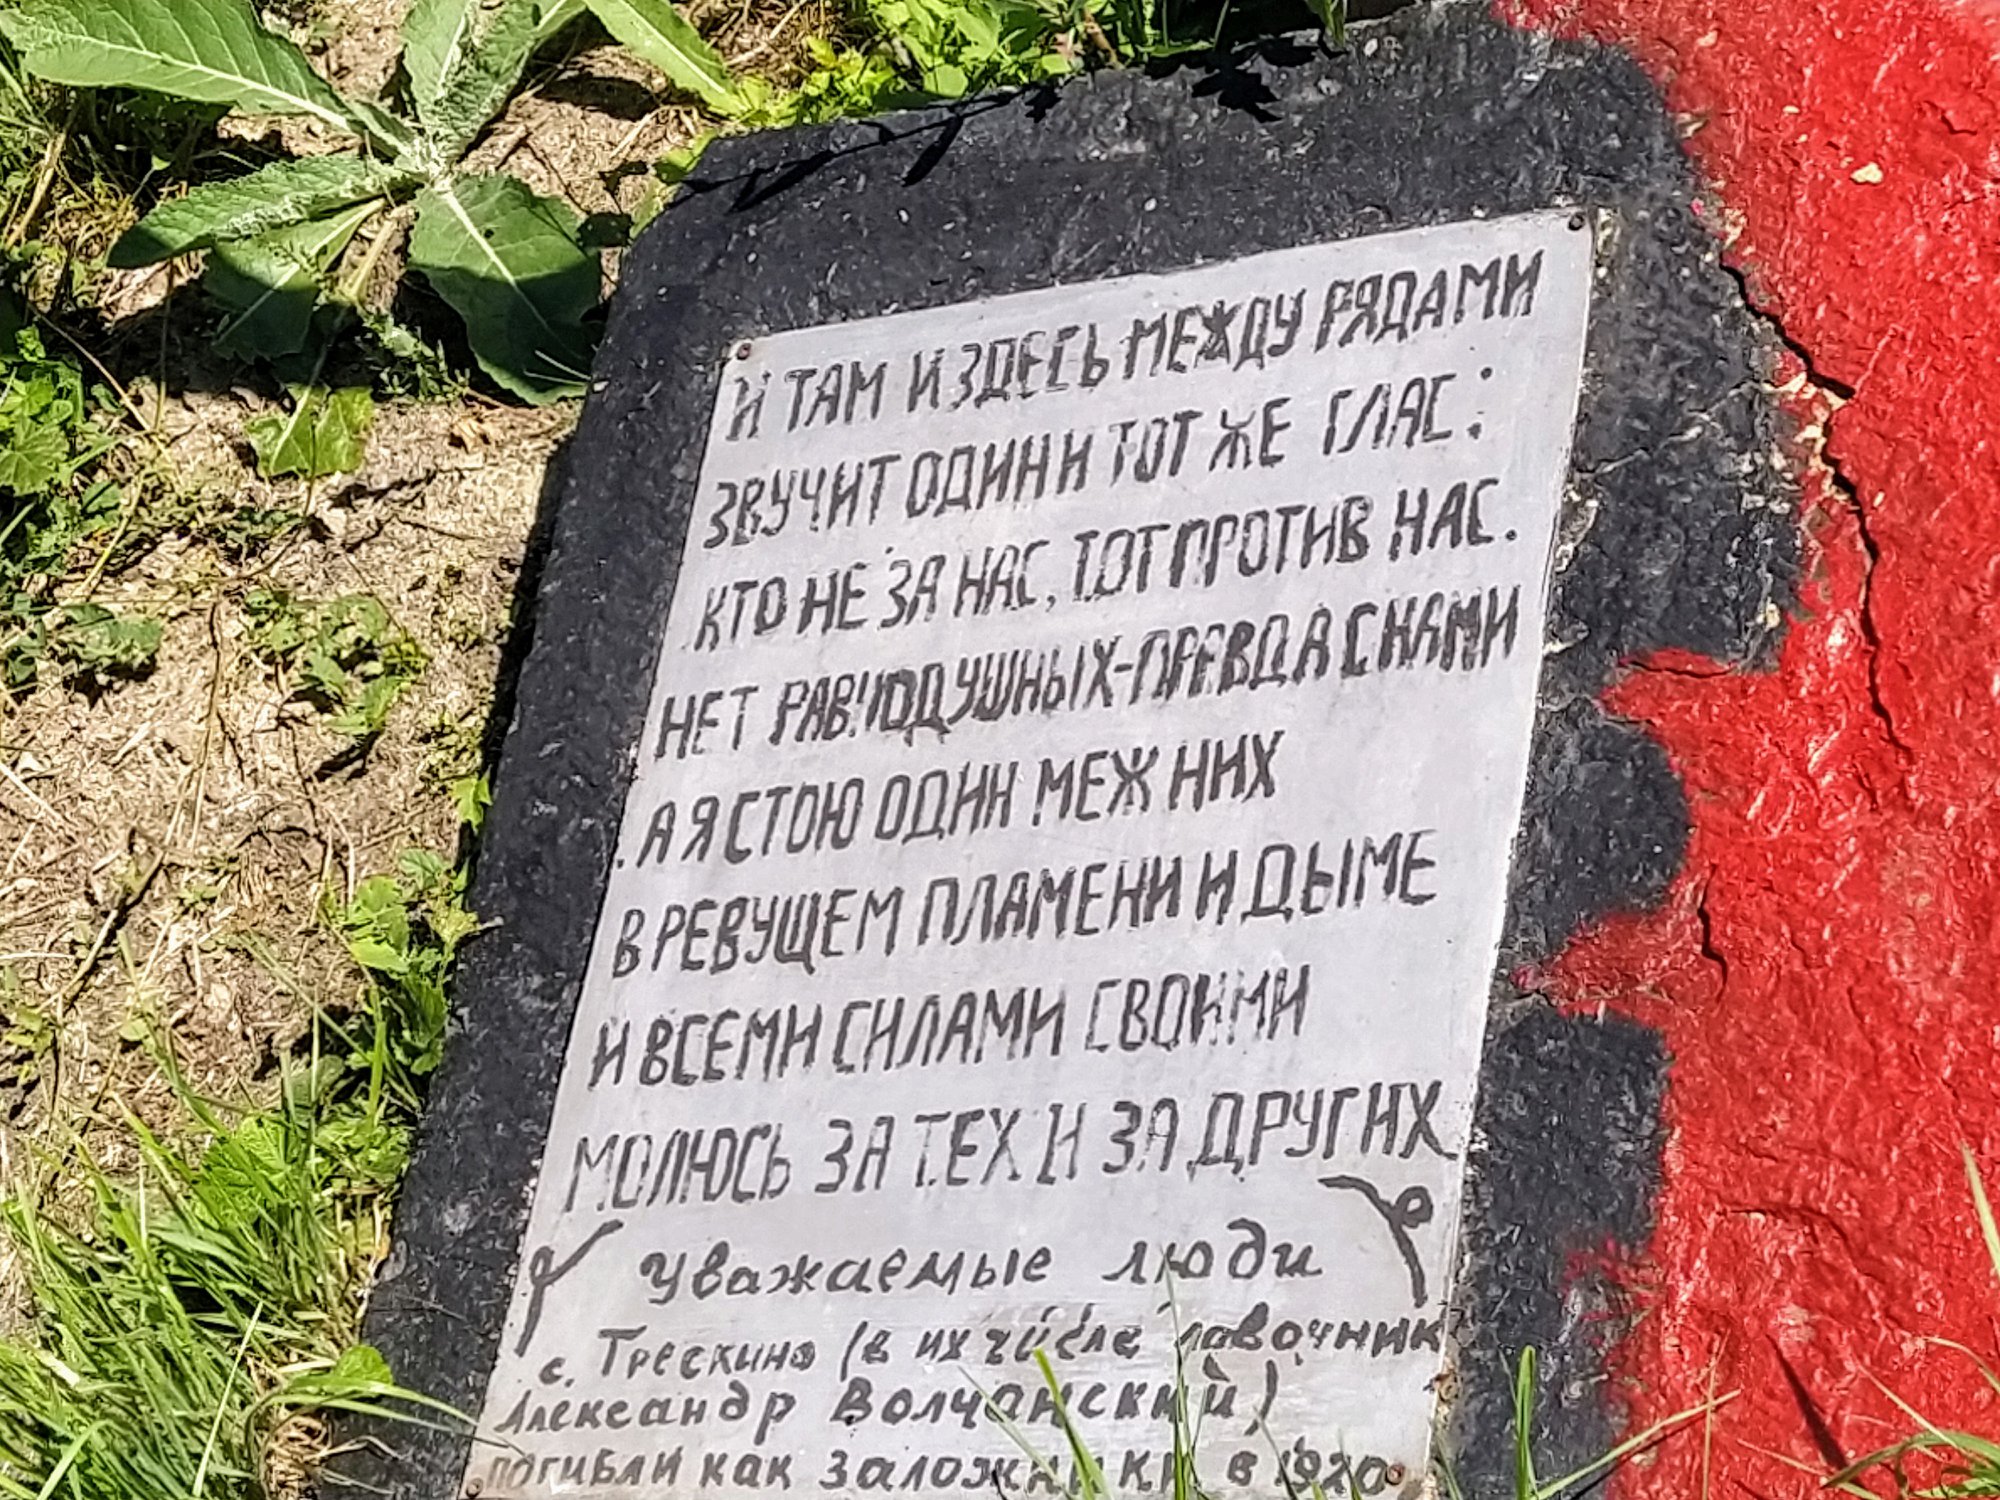 И ТАМ И ЗДЕСЬ МЕЖДУ РЯДАМИ
ЗВУЧИТ ОДИН И ТОТ ЖЕ ГЛАС:
КТО НЕ ЗА НАС, ТОТ ПРОТИВ НАС.
НЕТ РАВНОДУШНЫХ-ПРАВДА С НАМИ
А Я СТОЮ ОДИН МЕЖ НИХ
В РЕВУЩЕМ ПЛАМЕНИ И ДЫМЕ
И ВСЕМИ СИЛАМИ СВОИМИ
МОЛЮСЬ ЗА ТЕХ И ЗА ДРУГИХ
Уважаемые люди
с. Трескино (в их числе лавочник
Александр Волчанский)
погибли как заложники в 1920